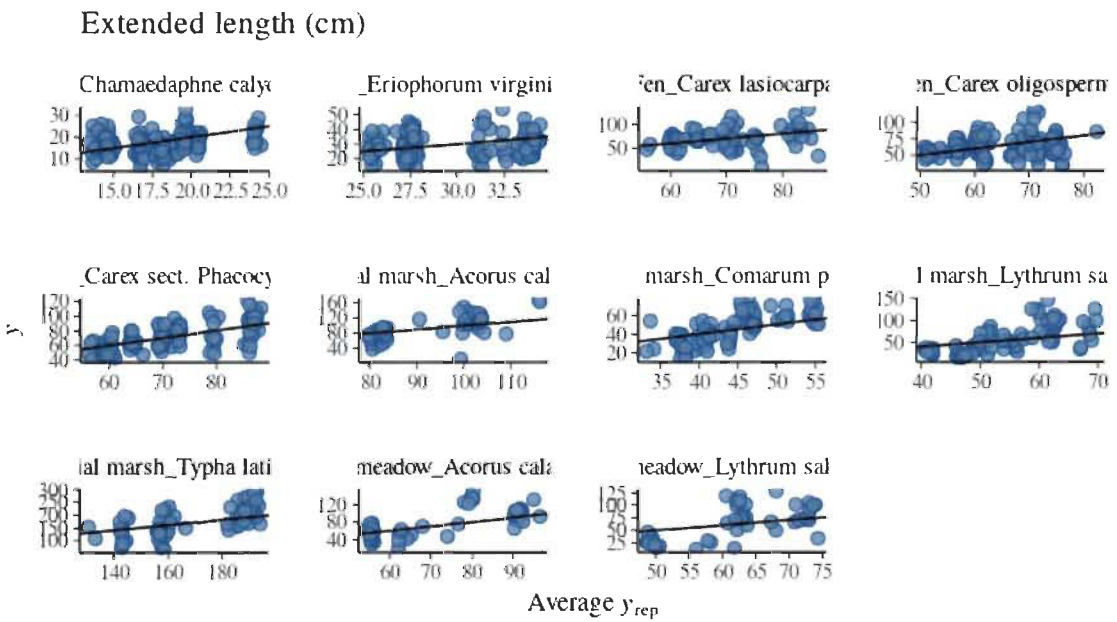 Extended length (cm)
Chamaedaphne calyc
_Eriophorum virgini
Fen_Carex lasiocarpa
en_Carex oligosperm
30
20
10
15.0 17.5 20.0 22.5 25.0
50
40
30
20
25.0 27.5 30.0 32.5
100
50
60 70 80
100
75
50
50 60 70 80
_Carex sect. Phacocy
al marsh_Acorus cal
marsh_Comarum p
l marsh_Lythrum sa
y
120
100
80
60
40
60 70 80
160
120
80
40
80 90 100 110
60
40
20
35 40 45 50 55
150
100
50
40 50 60 70
ial marsh_Typha lati
meadow_Acorus cala
neadow_Lythrum sal
300
250
200
150
100
140 160 180
120
80
40
60 70 80 90
125
100
75
50
25
50 55 60 65 70 75
Average y_rep